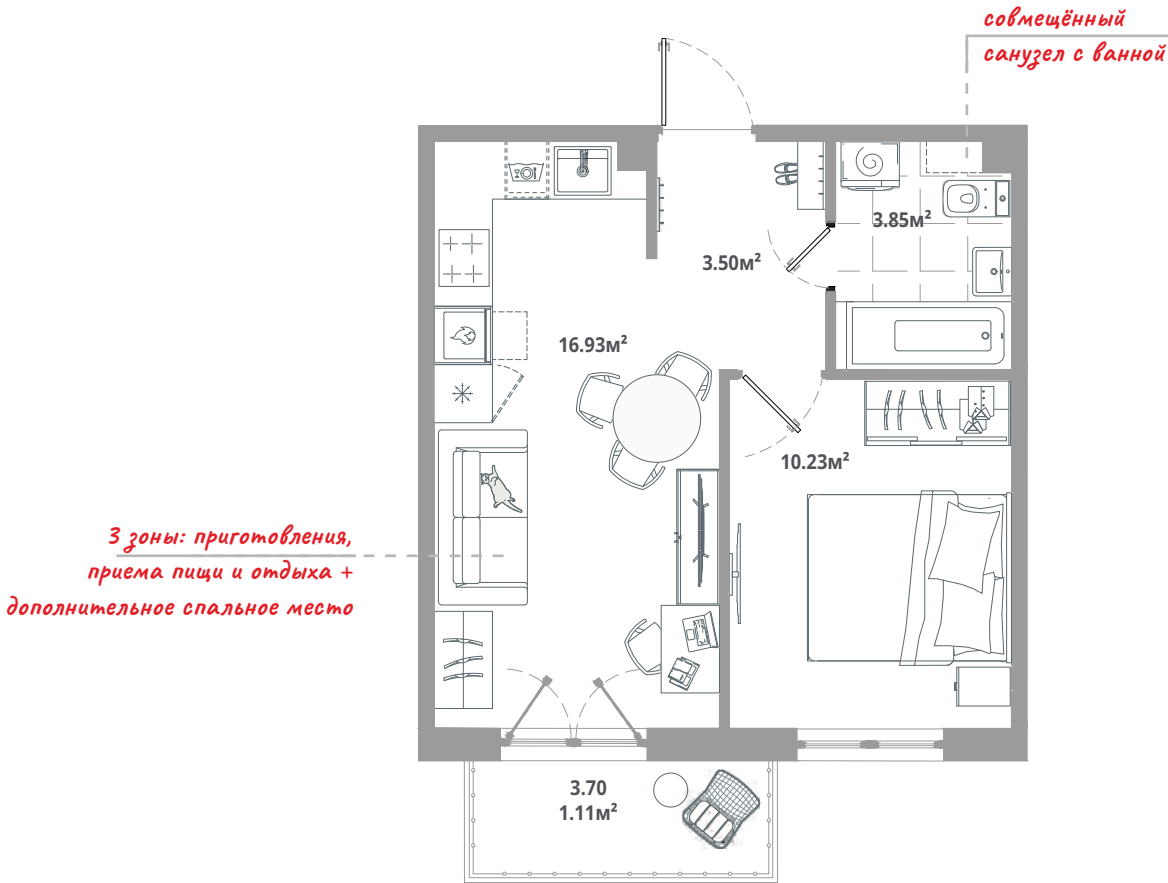 совмещённый
санузел с ванной
3.85м²
3.50м²
16.93м²
10.23м²
3 зоны: приготовления,
приема пищи и отдыха +
дополнительное спальное место
3.70
1.11м²